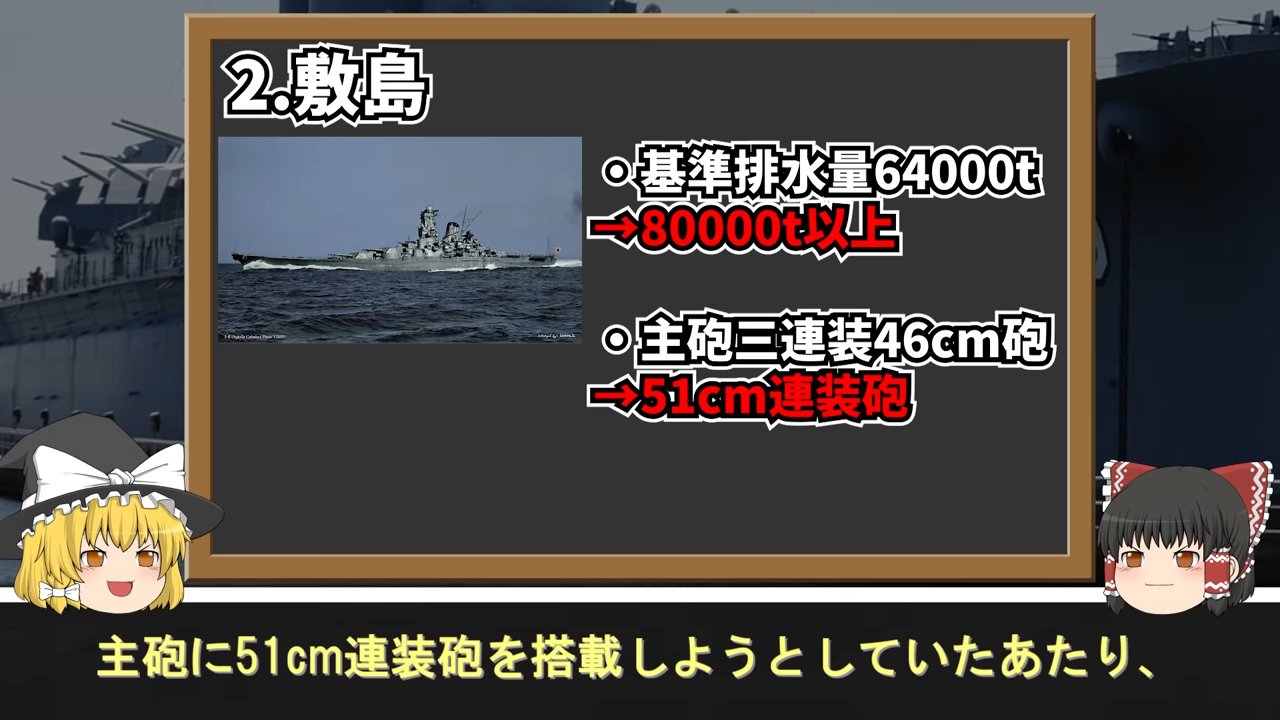 2.敷島
・基準排水量64000t
→80000t以上
・主砲三連装46cm砲
→51cm連装砲
主砲に51cm連装砲を搭載しようとしていたあたり、